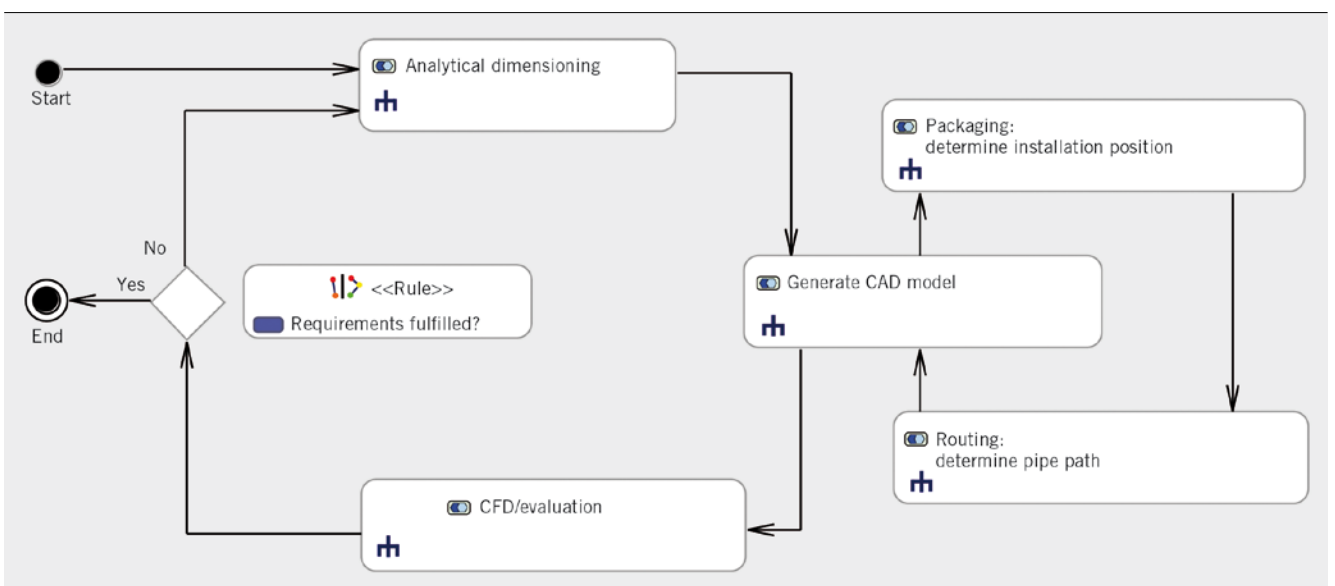 Start
Analytical dimensioning
Packaging:
determine installation position
No
Yes
End
<<Rule>>
Requirements fulfilled?
Generate CAD model
Routing:
determine pipe path
CFD/evaluation